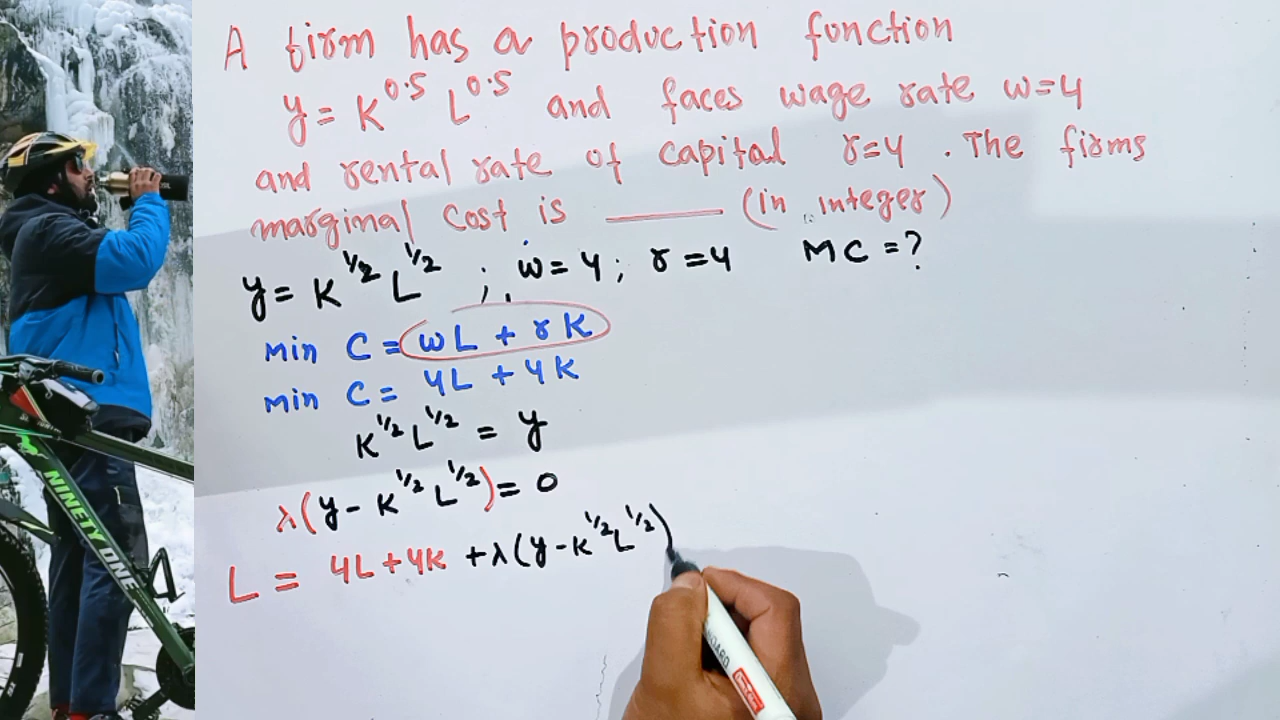 A firm has a production function
y = K^0.5 L^0.5 and faces wage rate w=4
and rental rate of capital r=4 . The firms
marginal cost is ______ (in integer)
y = K^1/2 L^1/2 ; w = 4 ; r = 4 MC = ?
min C = wL + rK
min C = 4L + 4K
K^1/2 L^1/2 = y
λ(y - K^1/2 L^1/2) = 0
L = 4L + 4K + λ(y - K^1/2 L^1/2)
NINETY ONE